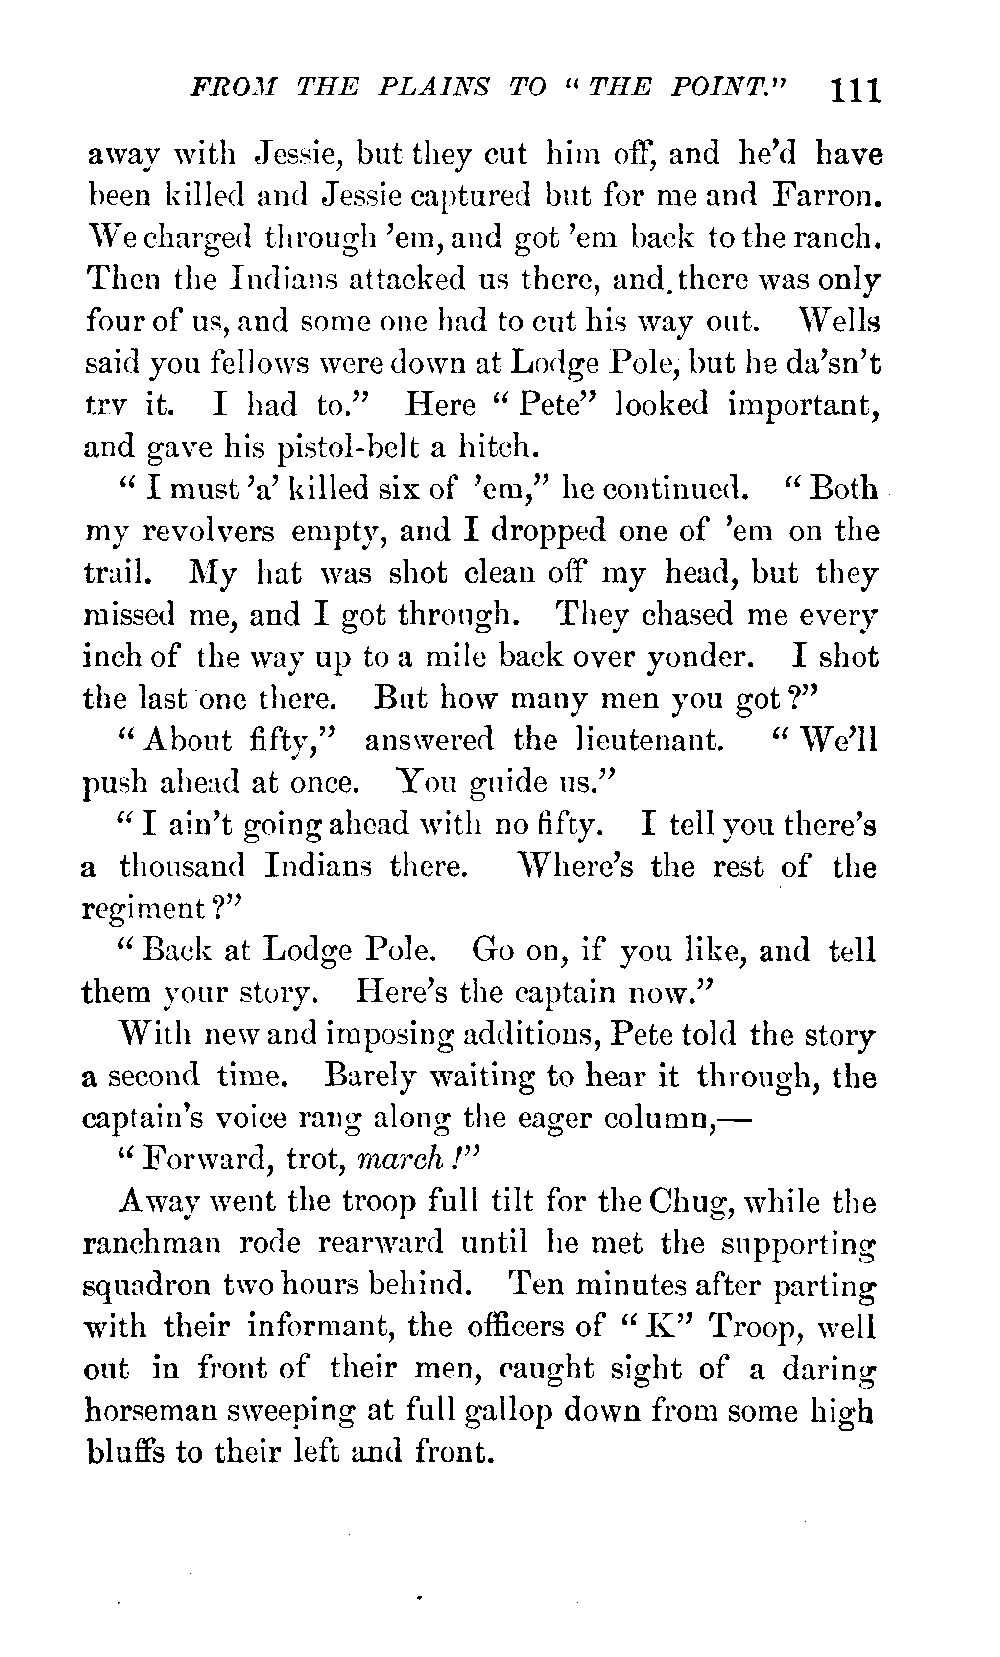 FROM THE PLAINS TO "THE POINT." 111
away with Jessie, but they cut him off, and he'd have
been killed and Jessie captured but for me and Farron.
We charged through 'em, and got 'em back to the ranch.
Then the Indians attacked us there, and there was only
four of us, and some one had to cut his way out. Wells
said you fellows were down at Lodge Pole, but he da'sn't
try it. I had to." Here "Pete" looked important,
and gave his pistol-belt a hitch.
"I must 'a' killed six of 'em," he continued. "Both
my revolvers empty, and I dropped one of 'em on the
trail. My hat was shot clean off my head, but they
missed me, and I got through. They chased me every
inch of the way up to a mile back over yonder. I shot
the last one there. But how many men you got?"
"About fifty," answered the lieutenant. "We'll
push ahead at once. You guide us."
"I ain't going ahead with no fifty. I tell you there's
a thousand Indians there. Where's the rest of the
regiment?"
"Back at Lodge Pole. Go on, if you like, and tell
them your story. Here's the captain now."
With new and imposing additions, Pete told the story
a second time. Barely waiting to hear it through, the
captain's voice rang along the eager column,—
"Forward, trot, march!"
Away went the troop full tilt for the Chug, while the
ranchman rode rearward until he met the supporting
squadron two hours behind. Ten minutes after parting
with their informant, the officers of "K" Troop, well
out in front of their men, caught sight of a daring
horseman sweeping at full gallop down from some high
bluffs to their left and front.